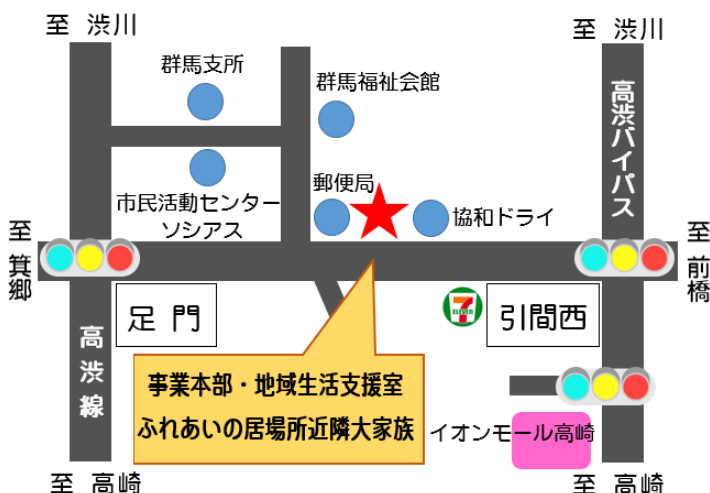 至 渋川
至 渋川
群馬支所
群馬福祉会館
高渋バイパス
郵便局
市民活動センター
ソシアス
協和ドライ
至 箕郷
至 前橋
足 門
7
ELEVEN
引間西
高渋線
事業本部・地域生活支援室
ふれあいの居場所近隣大家族
イオンモール高崎
至 高崎
至 高崎